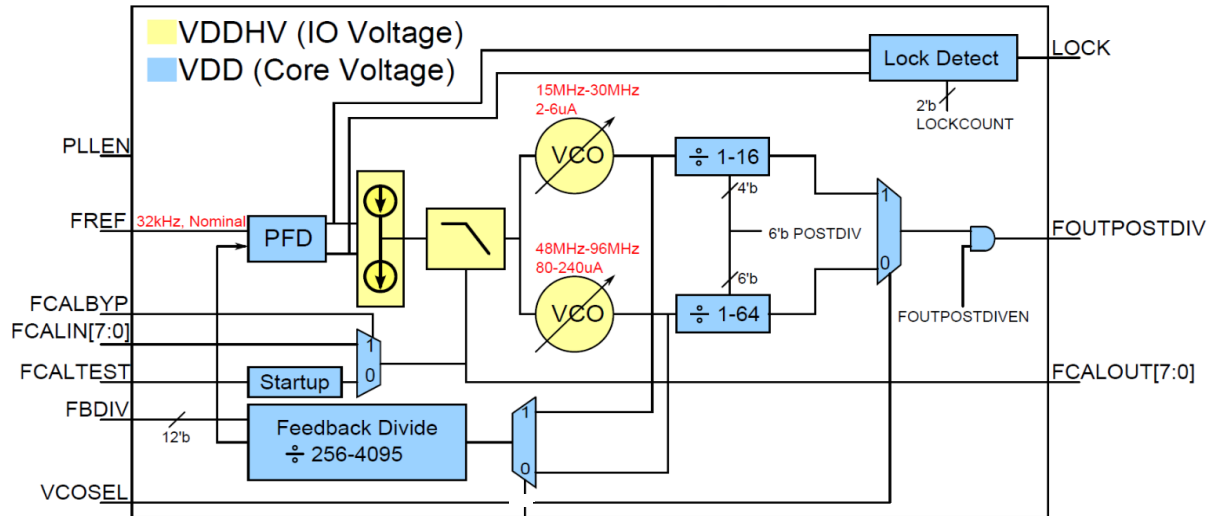 VDDHV (IO Voltage)
VDD (Core Voltage)
Lock Detect
LOCK
2'b
LOCKCOUNT
15MHz-30MHz
2-6uA
PLLEN
VCO
÷ 1-16
4'b
1
FREF
32kHz, Nominal
PFD
6'b POSTDIV
FOUTPOSTDIV
48MHz-96MHz
80-240uA
0
6'b
FCALBYP
VCO
÷ 1-64
FOUTPOSTDIVEN
FCALIN[7:0]
1
FCALTEST
Startup
0
FCALOUT[7:0]
FBDIV
12'b
Feedback Divide
÷ 256-4095
1
0
VCOSEL